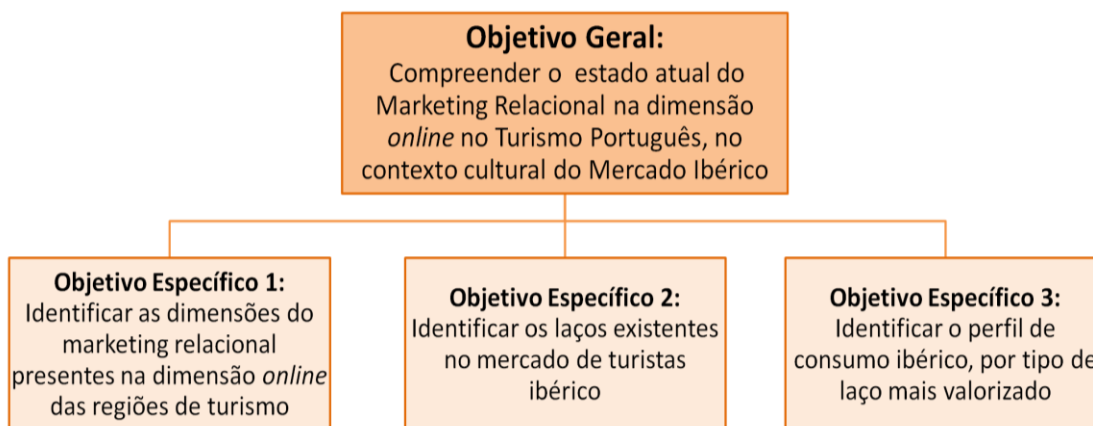 Objetivo Geral:
Compreender o estado atual do
Marketing Relacional na dimensão
online no Turismo Português, no
contexto cultural do Mercado Ibérico
Objetivo Específico 1:
Identificar as dimensões do
marketing relacional
presentes na dimensão online
das regiões de turismo
Objetivo Específico 2:
Identificar os laços existentes
no mercado de turistas
ibérico
Objetivo Específico 3:
Identificar o perfil de
consumo ibérico, por tipo de
laço mais valorizado